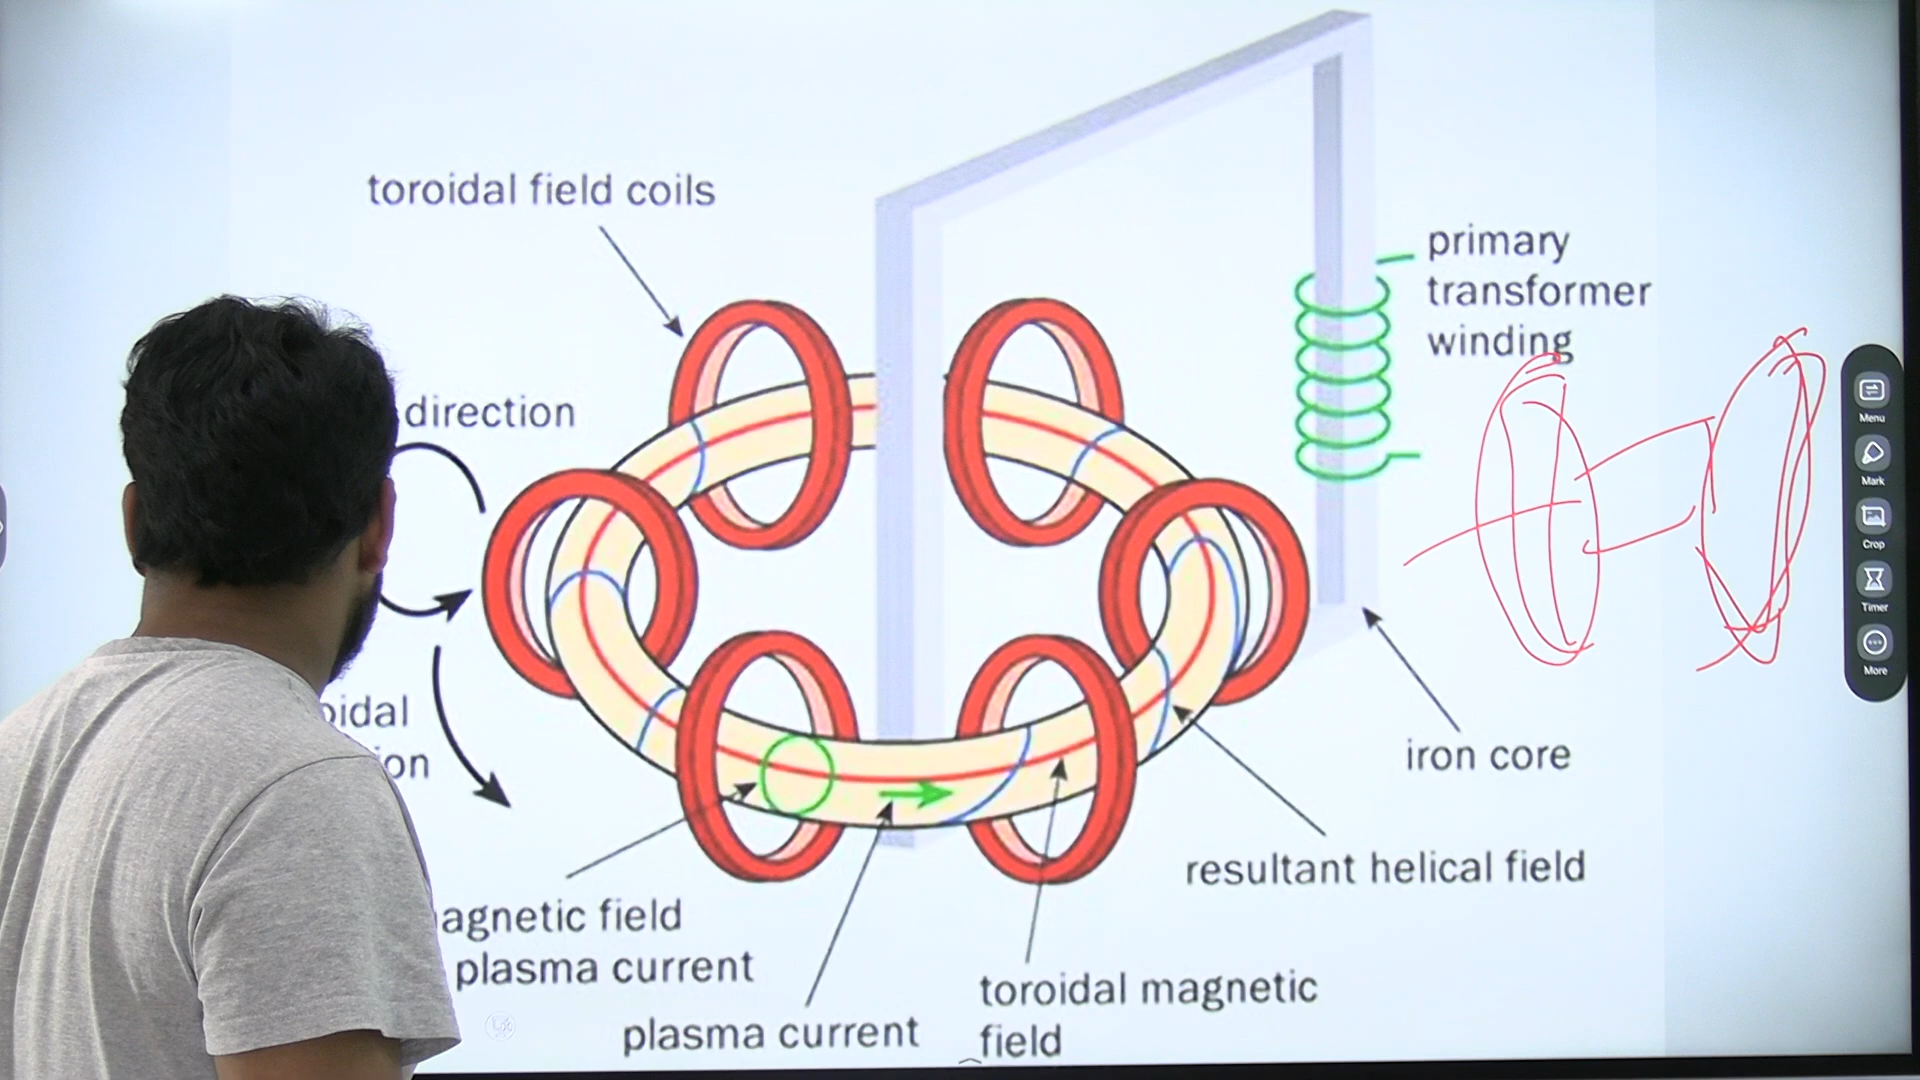 toroidal field coils
primary
transformer
winding
direction
iron core
resultant helical field
agnetic field
plasma current
plasma current
toroidal magnetic
field
Menu
Mark
Crop
Timer
More